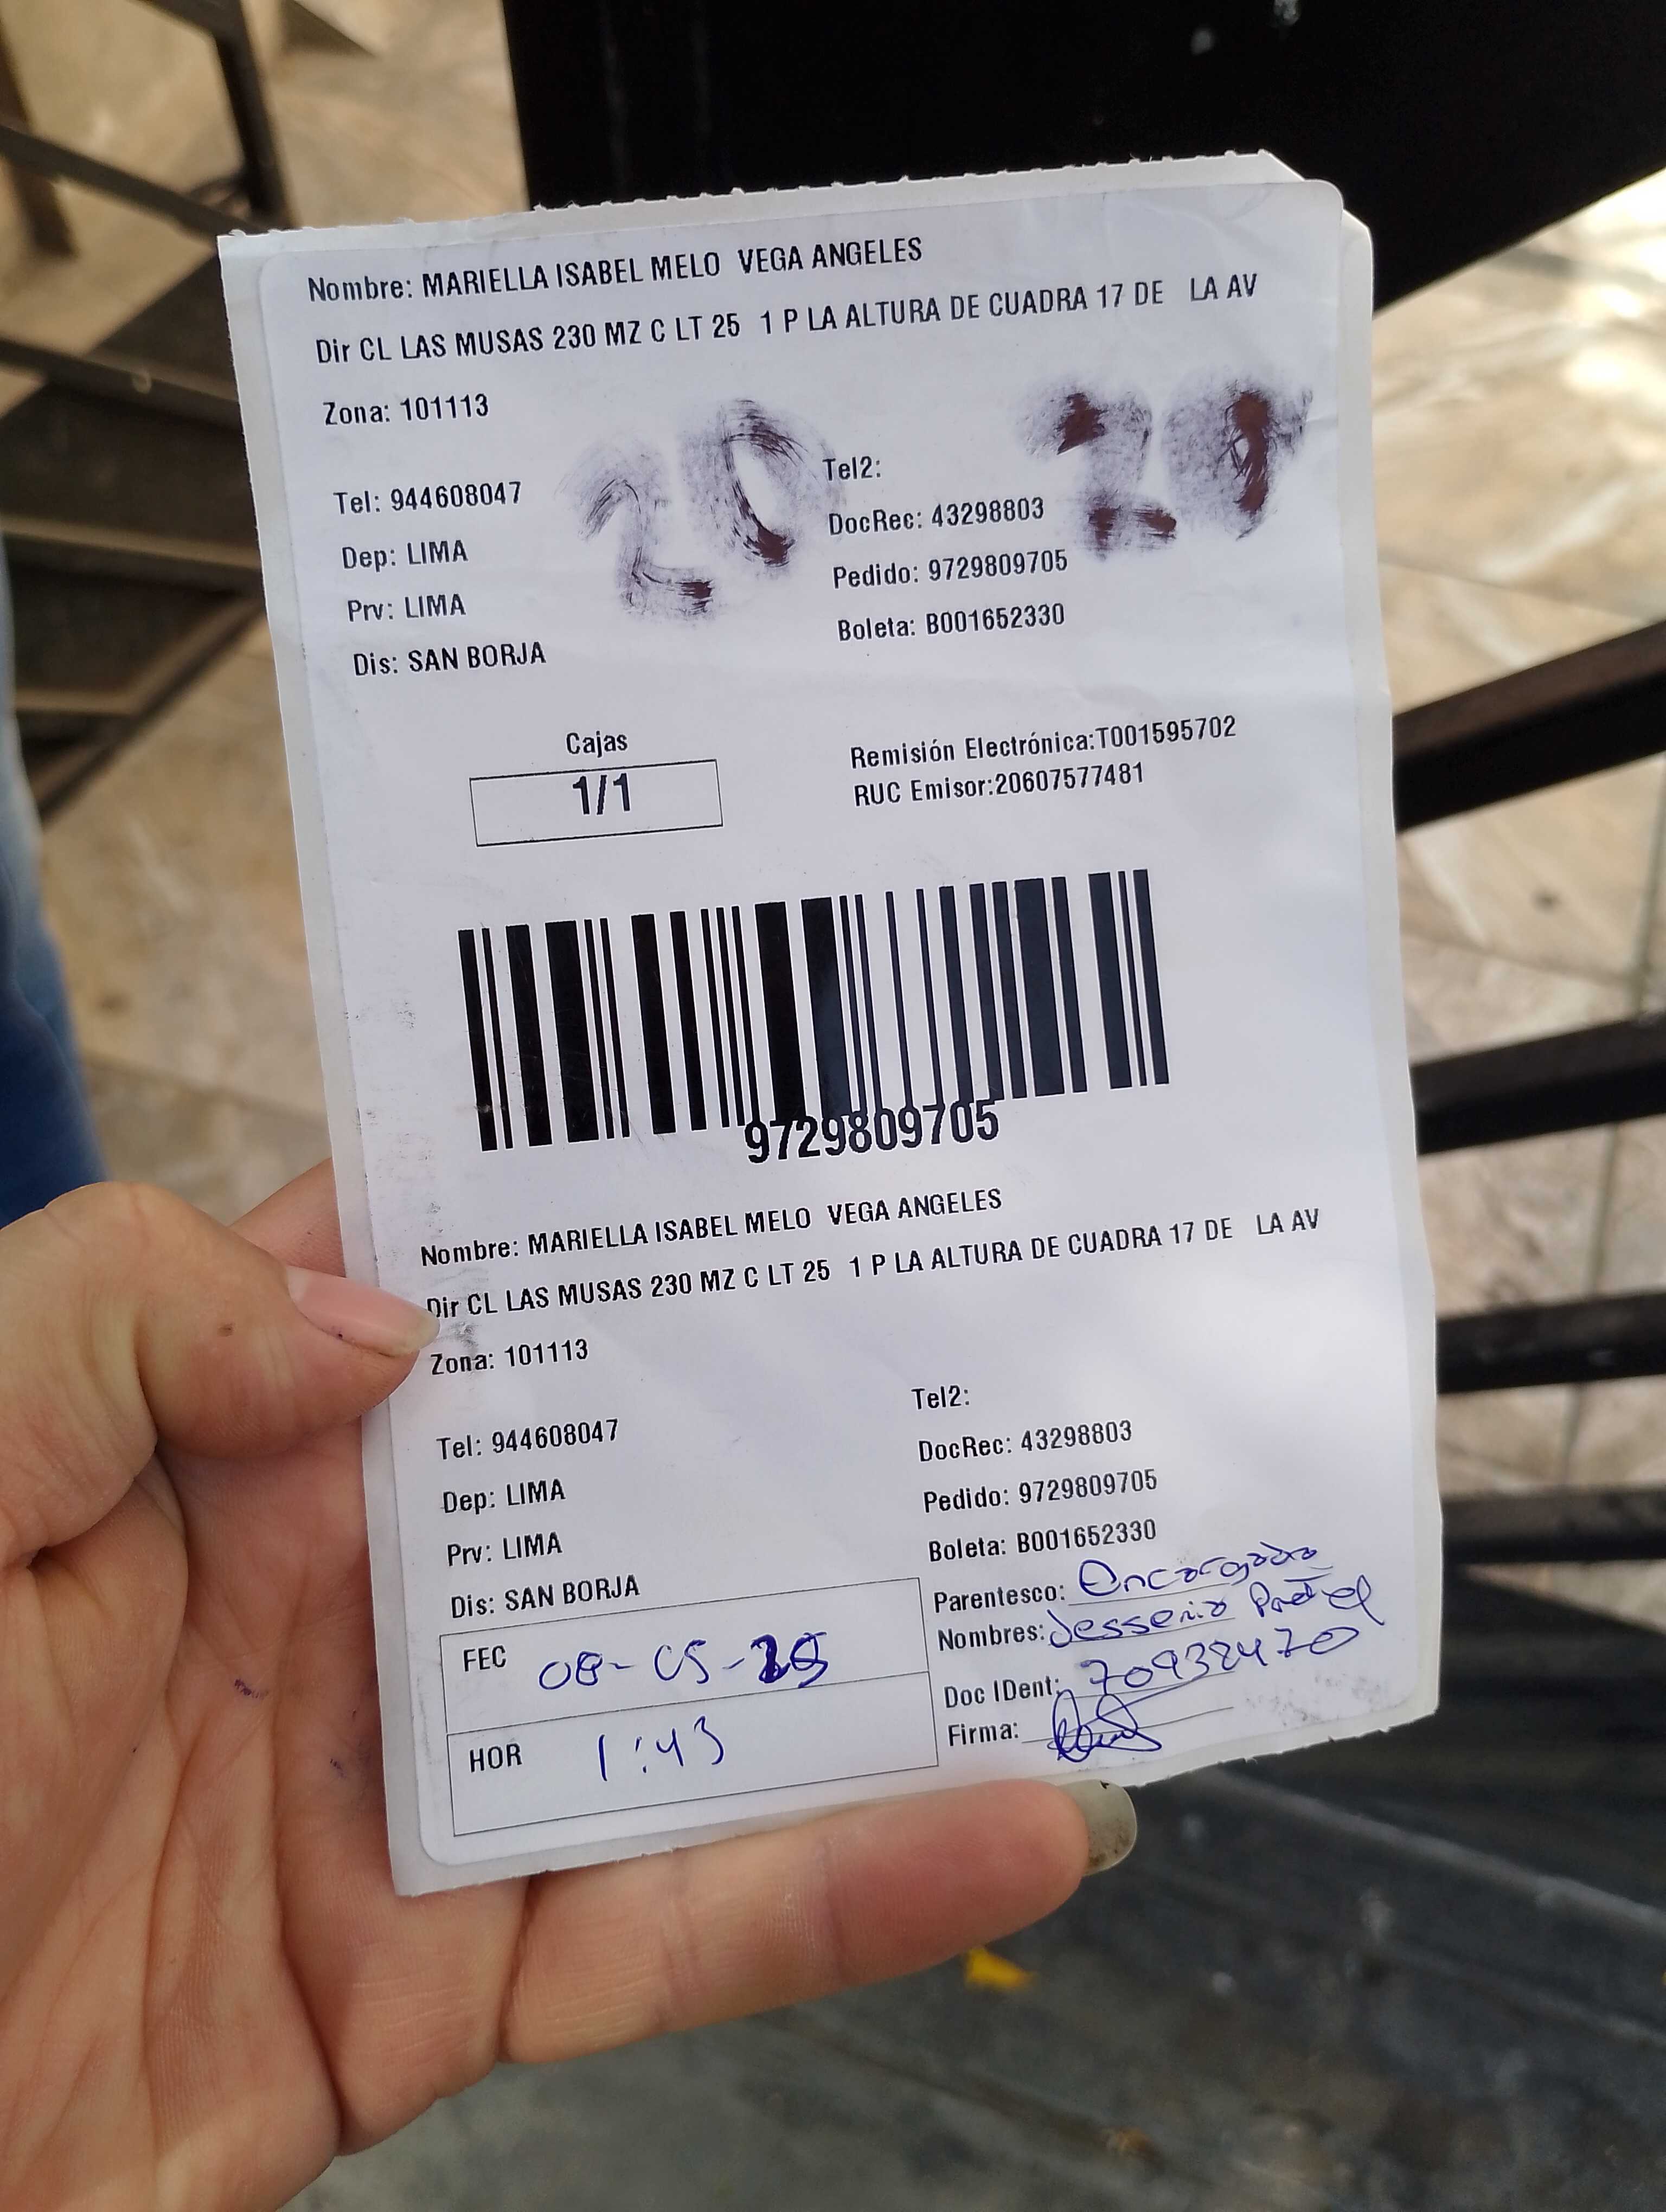 Nombre: MARIELLA ISABEL MELO VEGA ANGELES
Dir CL LAS MUSAS 230 MZ C LT 25 1 P LA ALTURA DE CUADRA 17 DE LA AV
Zona: 101113
20 20
Tel: 944608047 Tel2:
Dep: LIMA DocRec: 43298803
Prv: LIMA Pedido: 9729809705
Dis: SAN BORJA Boleta: B001652330
Cajas
1/1
Remisión Electrónica:T001595702
RUC Emisor:20607577481
9729809705
Nombre: MARIELLA ISABEL MELO VEGA ANGELES
Dir CL LAS MUSAS 230 MZ C LT 25 1 P LA ALTURA DE CUADRA 17 DE LA AV
Zona: 101113
Tel: 944608047 Tel2:
Dep: LIMA DocRec: 43298803
Prv: LIMA Pedido: 9729809705
Dis: SAN BORJA Boleta: B001652330
Parentesco: Encargada
Nombres:
Doc IDent: 70932470
Firma:
FEC 08-05-25
HOR 1:43